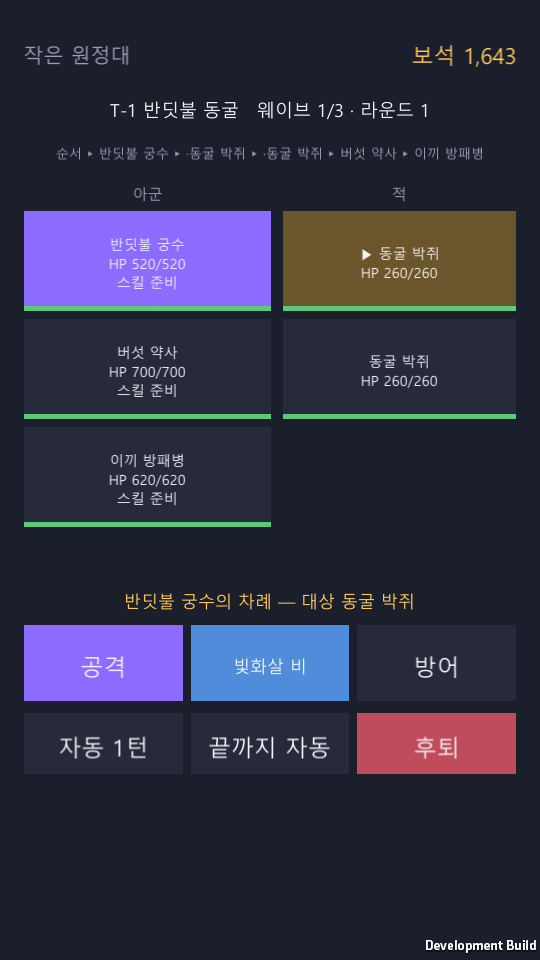 작은 원정대
보석 1,643
T-1 반딧불 동굴 웨이브 1/3 · 라운드 1
순서 ▸ 반딧불 궁수 ▸ ·동굴 박쥐 ▸ ·동굴 박쥐 ▸ 버섯 약사 ▸ 이끼 방패병
아군
적
반딧불 궁수
HP 520/520
스킬 준비
▶ 동굴 박쥐
HP 260/260
버섯 약사
HP 700/700
스킬 준비
동굴 박쥐
HP 260/260
이끼 방패병
HP 620/620
스킬 준비
반딧불 궁수의 차례 — 대상 동굴 박쥐
공격
빛화살 비
방어
자동 1턴
끝까지 자동
후퇴
Development Build